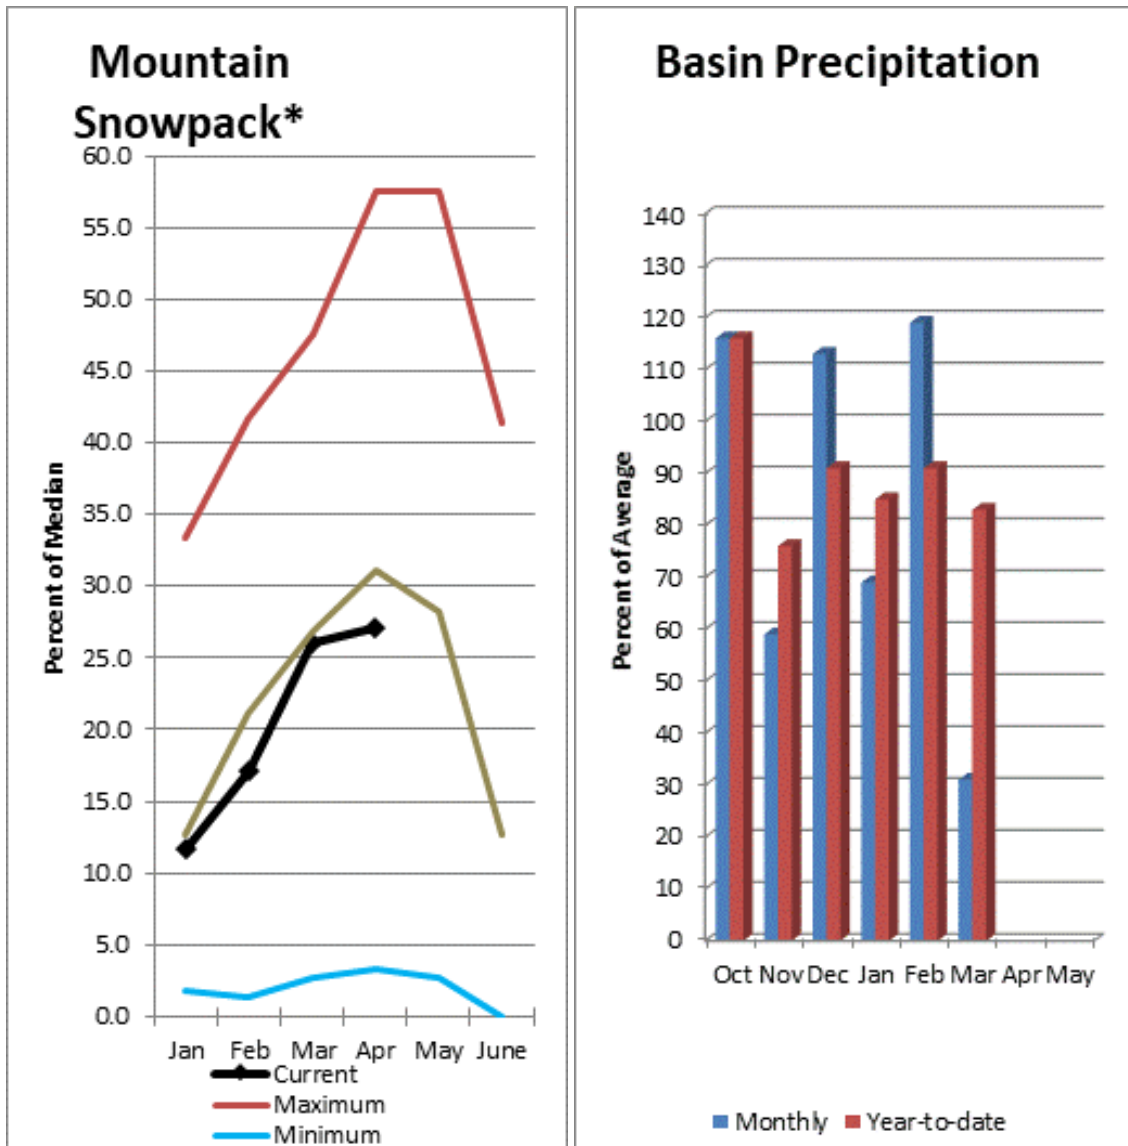 Mountain
Snowpack*
60.0
55.0
50.0
45.0
40.0
35.0
30.0
25.0
20.0
15.0
10.0
5.0
0.0
Percent of Median
Jan Feb Mar Apr May June
Current
Maximum
Minimum
Basin Precipitation
140
130
120
110
100
90
80
70
60
50
40
30
20
10
0
Percent of Average
Oct Nov Dec Jan Feb Mar Apr May
Monthly Year-to-date